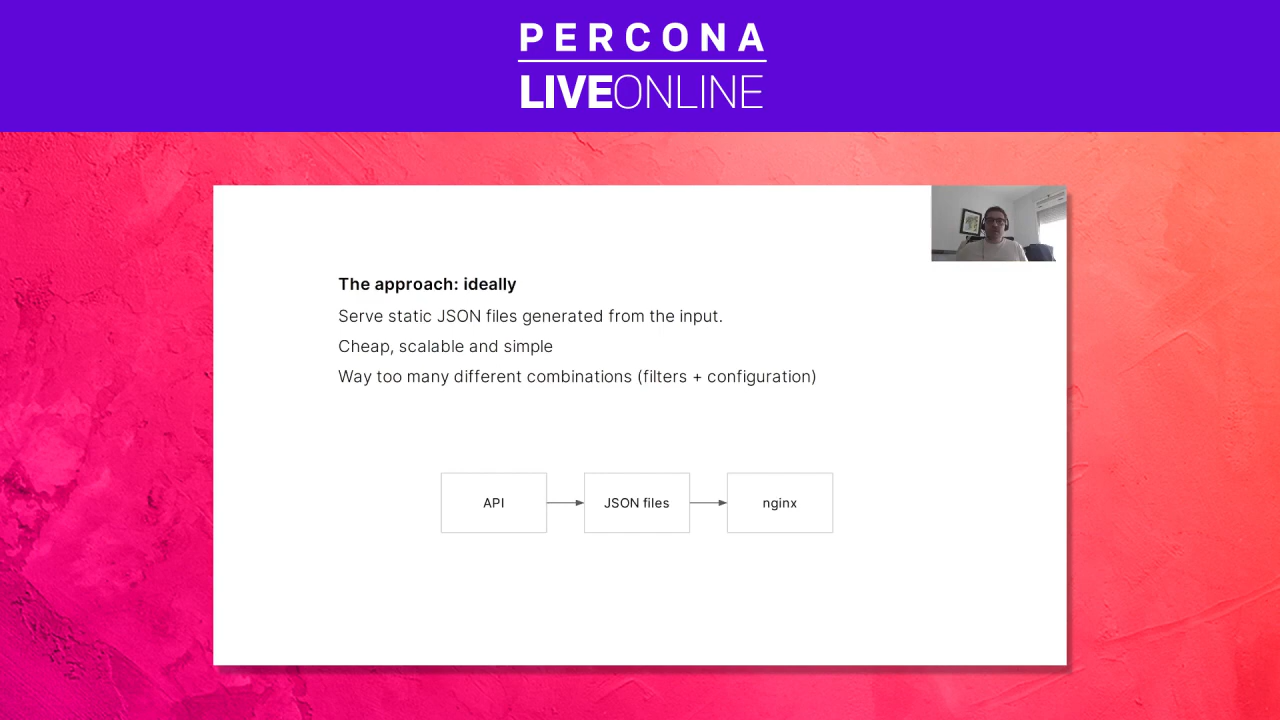 PERCONA
LIVEONLINE
The approach: ideally
Serve static JSON files generated from the input.
Cheap, scalable and simple
Way too many different combinations (filters + configuration)
API
JSON files
nginx